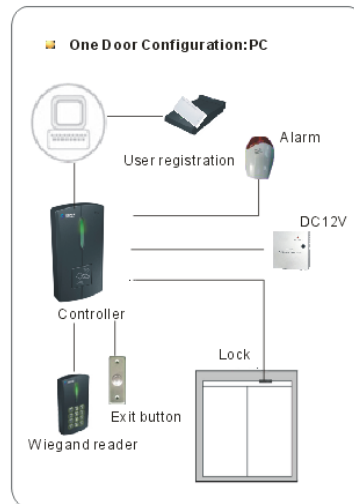 One Door Configuration:PC
User registration
Alarm
DC12V
Controller
Lock
Exit button
Wiegand reader